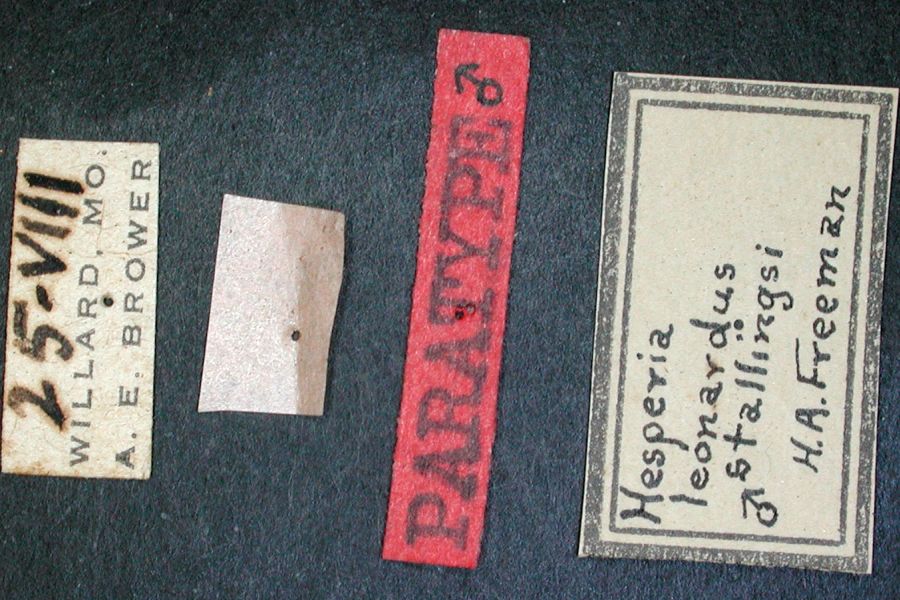 25-VIII
WILLARD, MO.
A. E. BROWER
PARATYPE ♂
Hesperia
leonardus
♂ stallingsi
H.A. Freeman